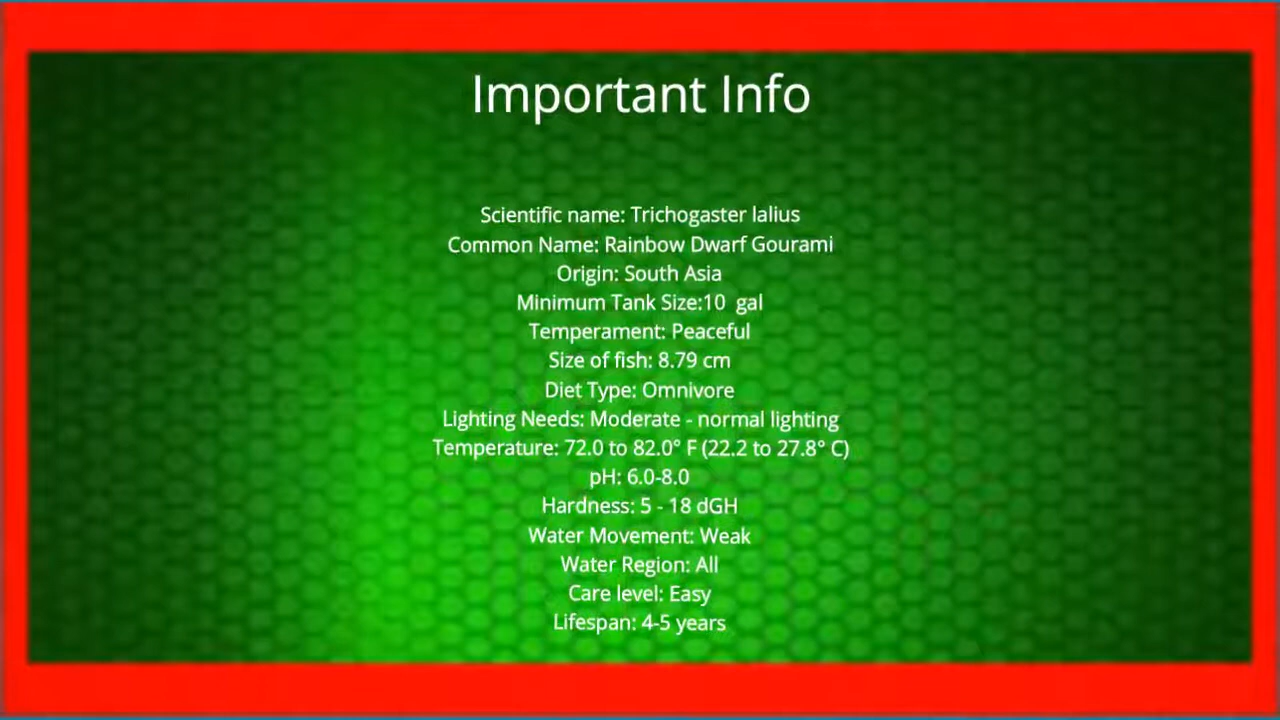 Important Info
Scientific name: Trichogaster lalius
Common Name: Rainbow Dwarf Gourami
Origin: South Asia
Minimum Tank Size:10  gal
Temperament: Peaceful
Size of fish: 8.79 cm
Diet Type: Omnivore
Lighting Needs: Moderate - normal lighting
Temperature: 72.0 to 82.0° F (22.2 to 27.8° C)
pH: 6.0-8.0
Hardness: 5 - 18 dGH
Water Movement: Weak
Water Region: All
Care level: Easy
Lifespan: 4-5 years